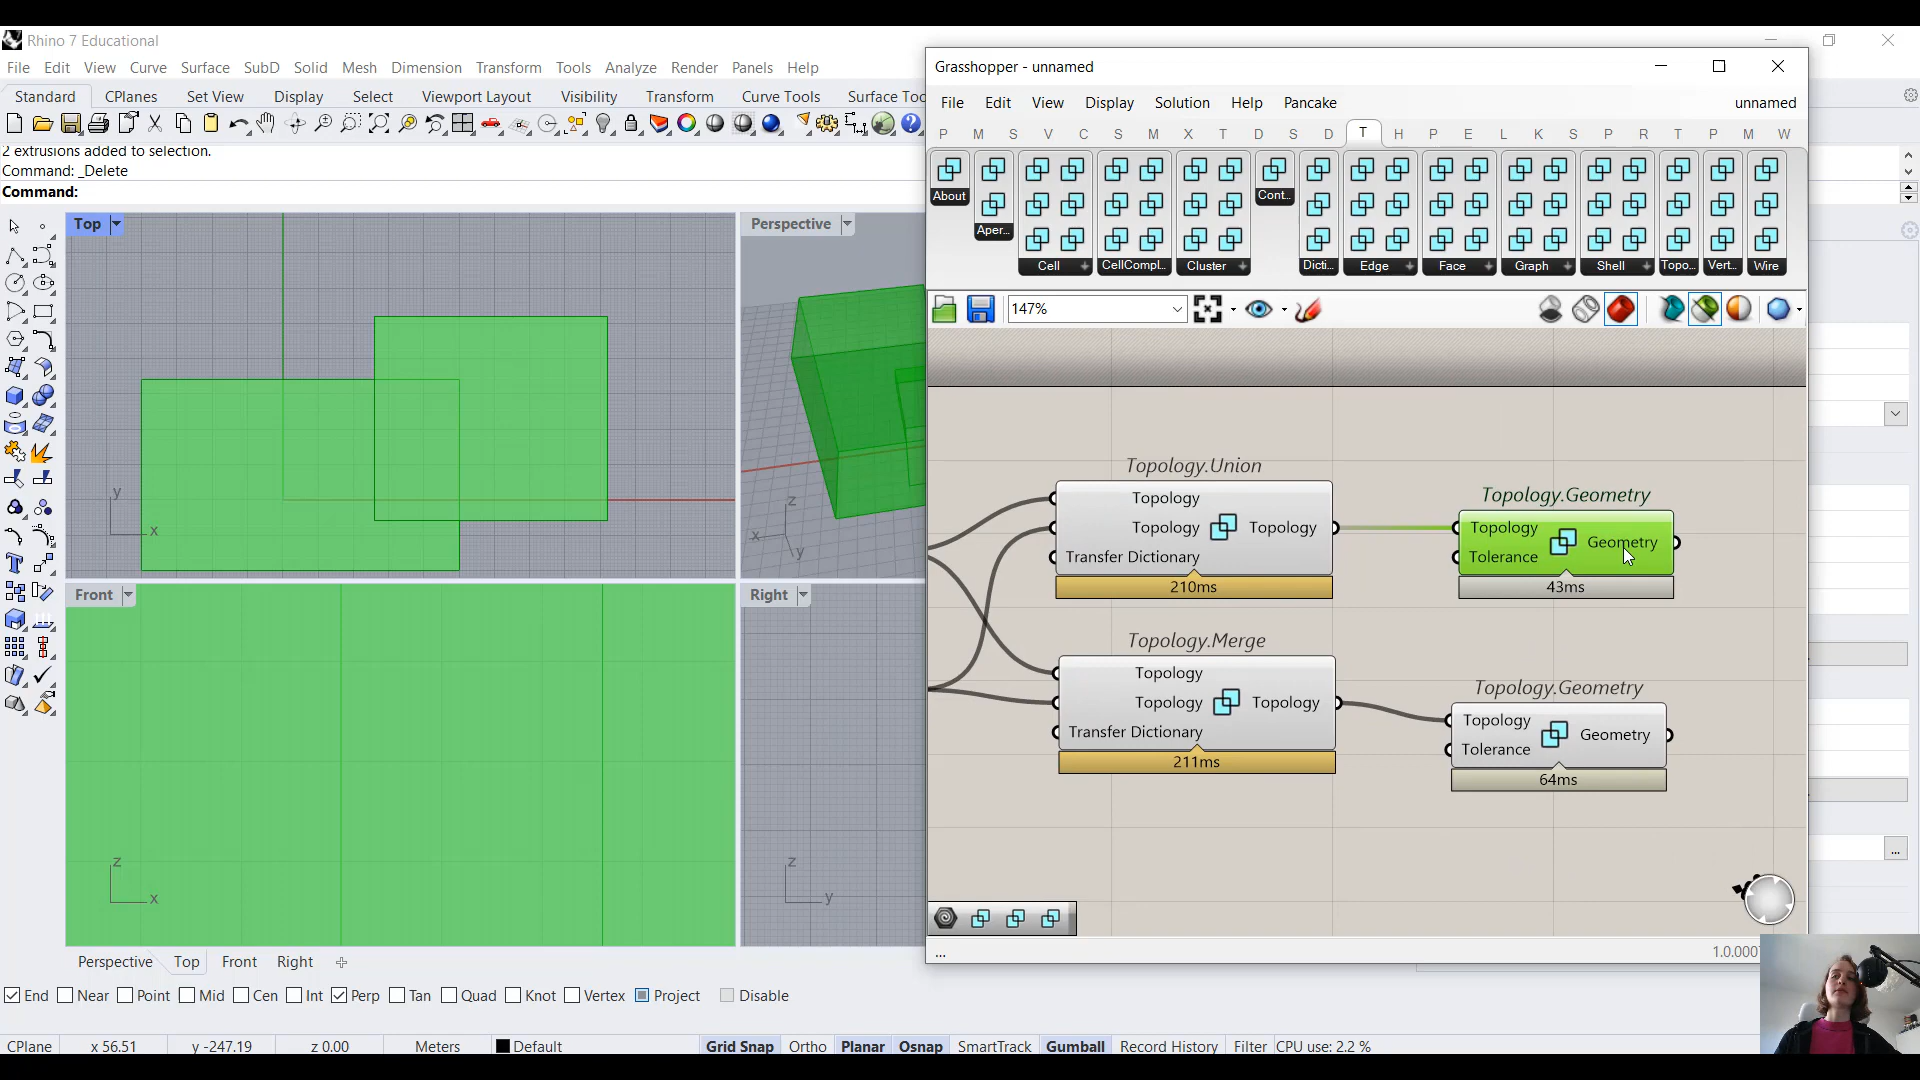 Rhino 7 Educational
File Edit View Curve Surface SubD Solid Mesh Dimension Transform Tools Analyze Render Panels Help
Standard CPlanes Set View Display Select Viewport Layout Visibility Transform Curve Tools Surface Too
2 extrusions added to selection.
Command: _Delete
Command:
Top
Perspective
y
x
z
x
y
Front
Right
z
x
z
y
Perspective Top Front Right
End Near Point Mid Cen Int Perp Tan Quad Knot Vertex Project Disable
CPlane x 56.51 y -247.19 z 0.00 Meters Default Grid Snap Ortho Planar Osnap SmartTrack Gumball Record History Filter CPU use: 2.2 %
Grasshopper - unnamed
File Edit View Display Solution Help Pancake unnamed
P M S V C S M X T D S D T H P E L K S P R T P M W
About Aper... Cell CellCompl... Cluster Cont... Dicti... Edge Face Graph Shell Topo... Vert... Wire
147%
Topology.Union
Topology
Topology Topology
Transfer Dictionary
210ms
Topology.Geometry
Topology
Geometry
Tolerance
43ms
Topology.Merge
Topology
Topology Topology
Transfer Dictionary
211ms
Topology.Geometry
Topology
Geometry
Tolerance
64ms
...
1.0.000
...